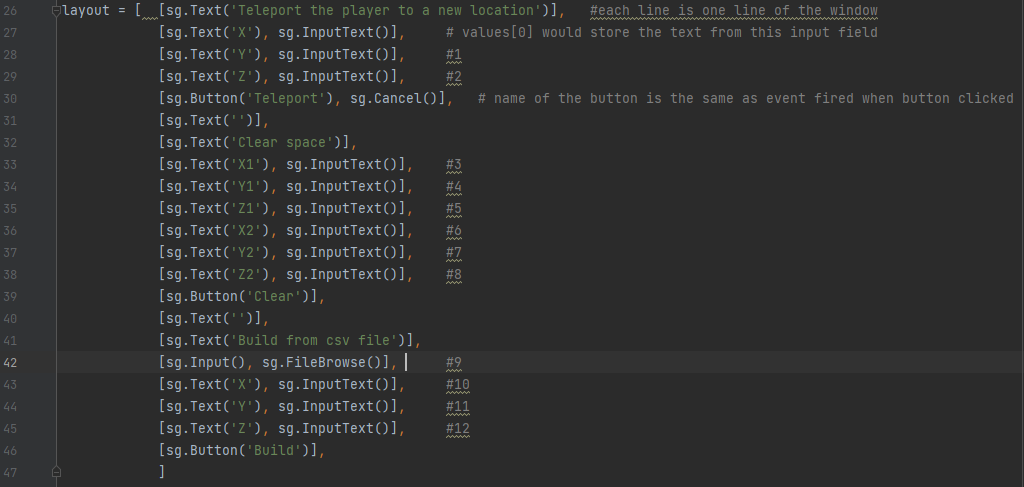 26 layout = [  [sg.Text('Teleport the player to a new location')],   #each line is one line of the window
27             [sg.Text('X'), sg.InputText()],     # values[0] would store the text from this input field
28             [sg.Text('Y'), sg.InputText()],     #1
29             [sg.Text('Z'), sg.InputText()],     #2
30             [sg.Button('Teleport'), sg.Cancel()],   # name of the button is the same as event fired when button clicked
31             [sg.Text('')],
32             [sg.Text('Clear space')],
33             [sg.Text('X1'), sg.InputText()],    #3
34             [sg.Text('Y1'), sg.InputText()],    #4
35             [sg.Text('Z1'), sg.InputText()],    #5
36             [sg.Text('X2'), sg.InputText()],    #6
37             [sg.Text('Y2'), sg.InputText()],    #7
38             [sg.Text('Z2'), sg.InputText()],    #8
39             [sg.Button('Clear')],
40             [sg.Text('')],
41             [sg.Text('Build from csv file')],
42             [sg.Input(), sg.FileBrowse()],      #9
43             [sg.Text('X'), sg.InputText()],     #10
44             [sg.Text('Y'), sg.InputText()],     #11
45             [sg.Text('Z'), sg.InputText()],     #12
46             [sg.Button('Build')],
47             ]